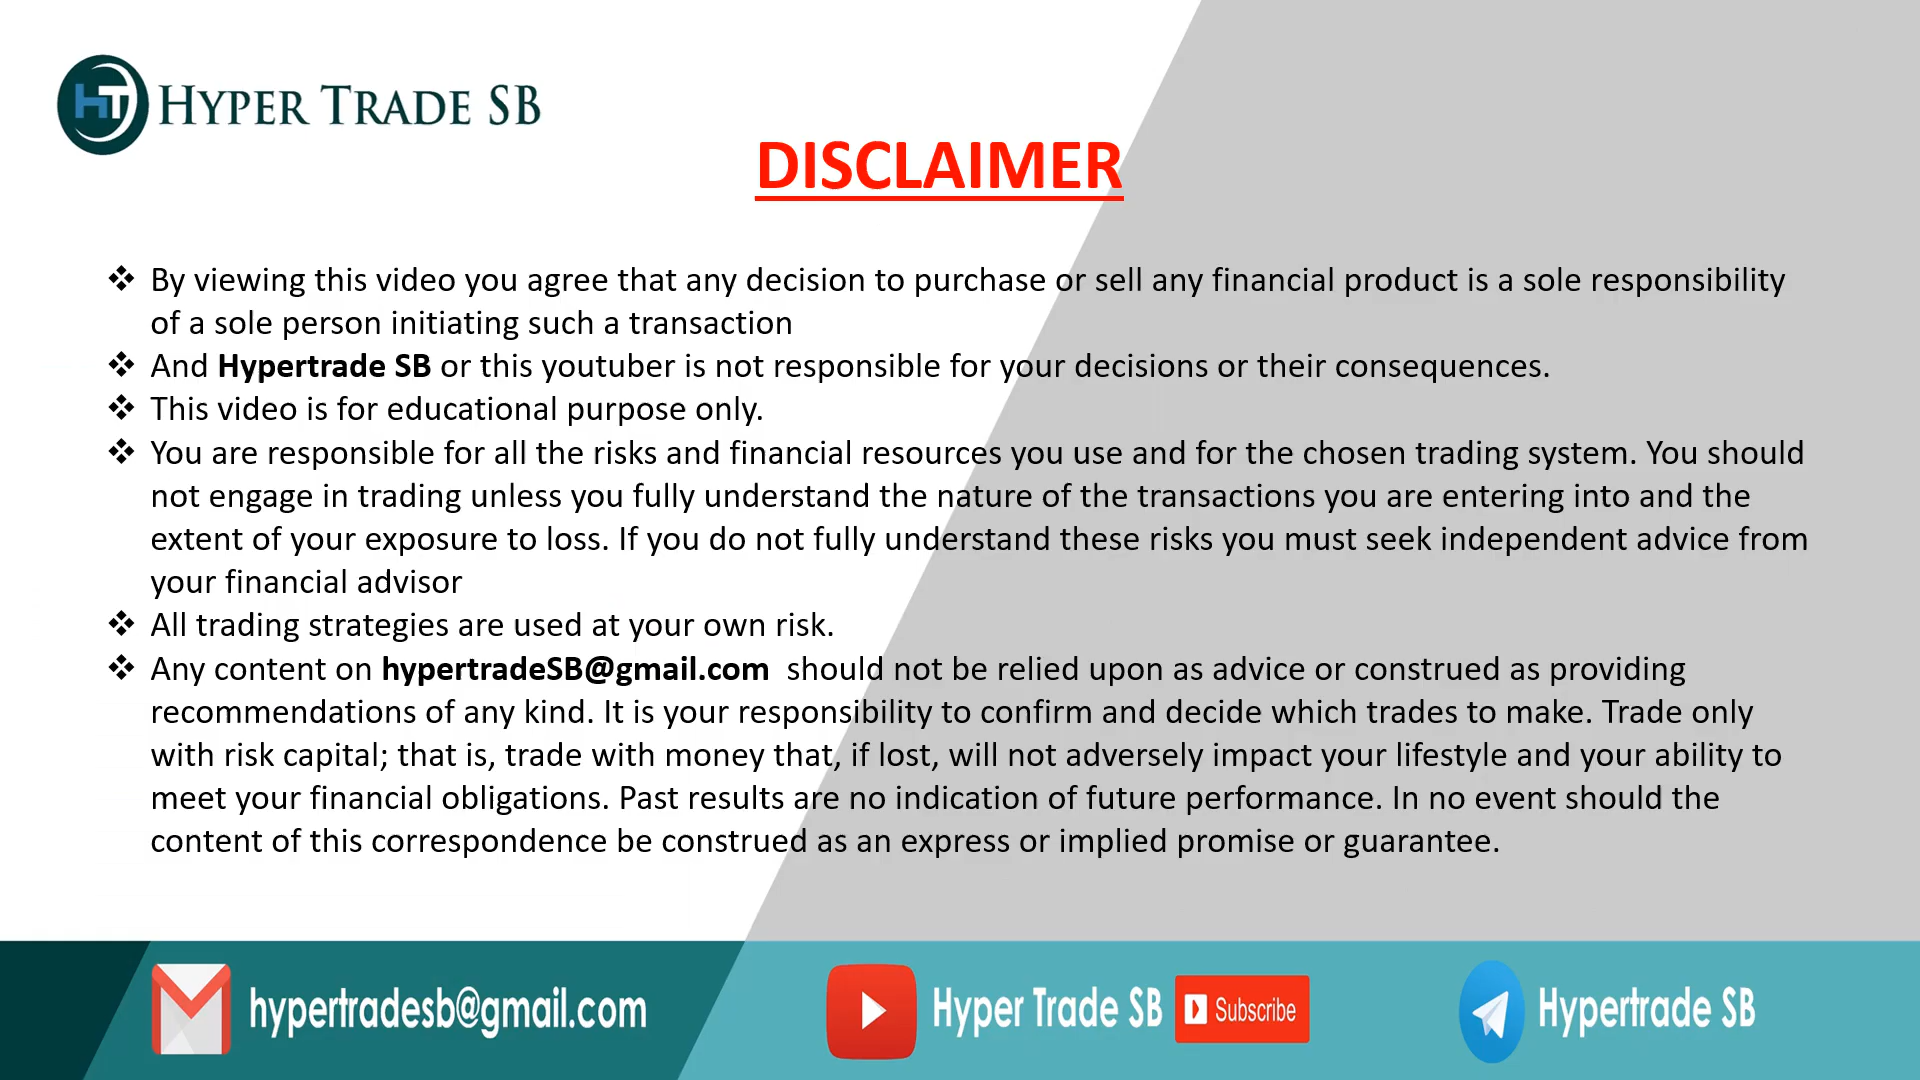 HT HYPER TRADE SB
DISCLAIMER
❖ By viewing this video you agree that any decision to purchase or sell any financial product is a sole responsibility
of a sole person initiating such a transaction
❖ And Hypertrade SB or this youtuber is not responsible for your decisions or their consequences.
❖ This video is for educational purpose only.
❖ You are responsible for all the risks and financial resources you use and for the chosen trading system. You should
not engage in trading unless you fully understand the nature of the transactions you are entering into and the
extent of your exposure to loss. If you do not fully understand these risks you must seek independent advice from
your financial advisor
❖ All trading strategies are used at your own risk.
❖ Any content on hypertradeSB@gmail.com should not be relied upon as advice or construed as providing
recommendations of any kind. It is your responsibility to confirm and decide which trades to make. Trade only
with risk capital; that is, trade with money that, if lost, will not adversely impact your lifestyle and your ability to
meet your financial obligations. Past results are no indication of future performance. In no event should the
content of this correspondence be construed as an express or implied promise or guarantee.
hypertradesb@gmail.com Hyper Trade SB Subscribe Hypertrade SB